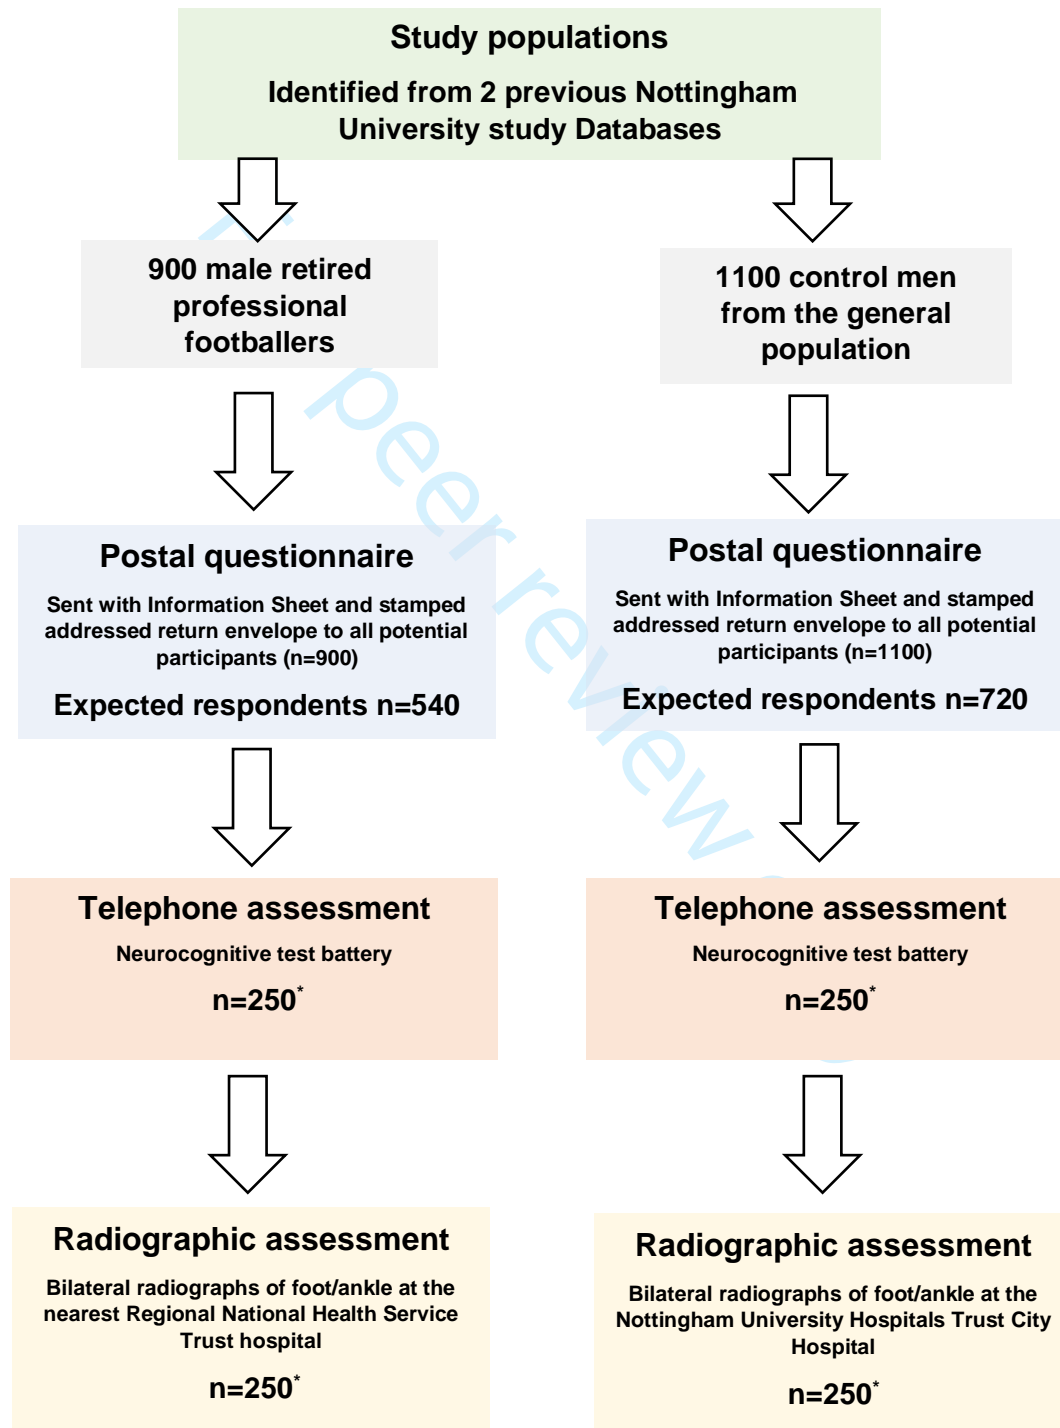 Study populations
Identified from 2 previous Nottingham
University study Databases
900 male retired
professional
footballers
1100 control men
from the general
population
Postal questionnaire
Sent with Information Sheet and stamped
addressed return envelope to all potential
participants (n=900)
Expected respondents n=540
Postal questionnaire
Sent with Information Sheet and stamped
addressed return envelope to all potential
participants (n=1100)
Expected respondents n=720
Telephone assessment
Neurocognitive test battery
n=250*
Telephone assessment
Neurocognitive test battery
n=250*
Radiographic assessment
Bilateral radiographs of foot/ankle at the
nearest Regional National Health Service
Trust hospital
n=250*
Radiographic assessment
Bilateral radiographs of foot/ankle at the
Nottingham University Hospitals Trust City
Hospital
n=250*
peer review